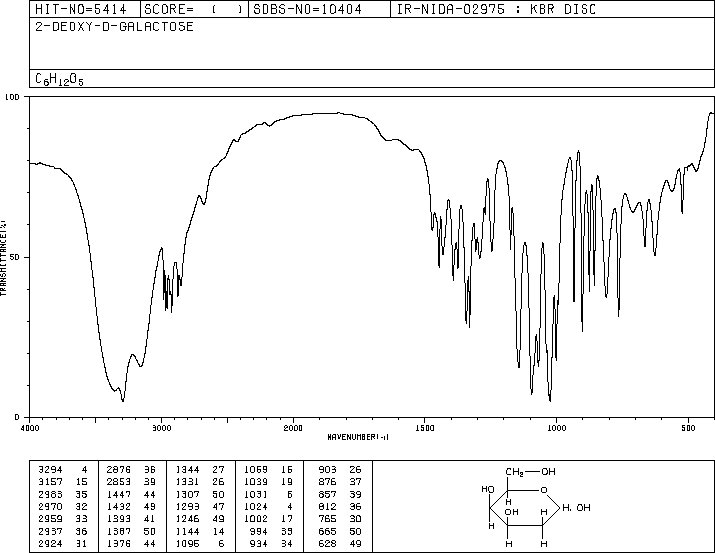 HIT-NO=5414 SCORE= ( ) SDBS-NO=10404 IR-NIDA-02975 : KBR DISC
2-DEOXY-D-GALACTOSE
C6H12O5
100
50
0
TRANSMITTANCE(%)
4000 3000 2000 1500 1000 500
WAVENUMBER(-1)
3294 4 2876 36 1344 27 1069 16 903 26
3157 15 2853 39 1331 26 1039 19 876 37
2983 35 1447 44 1307 50 1031 6 857 39
2970 32 1432 49 1293 47 1024 4 812 36
2959 33 1393 41 1246 49 1002 17 765 30
2937 36 1387 50 1144 14 994 39 665 50
2924 31 1376 44 1095 6 934 34 628 49
CH2 OH
HO O
H
OH H H, OH
H
H H